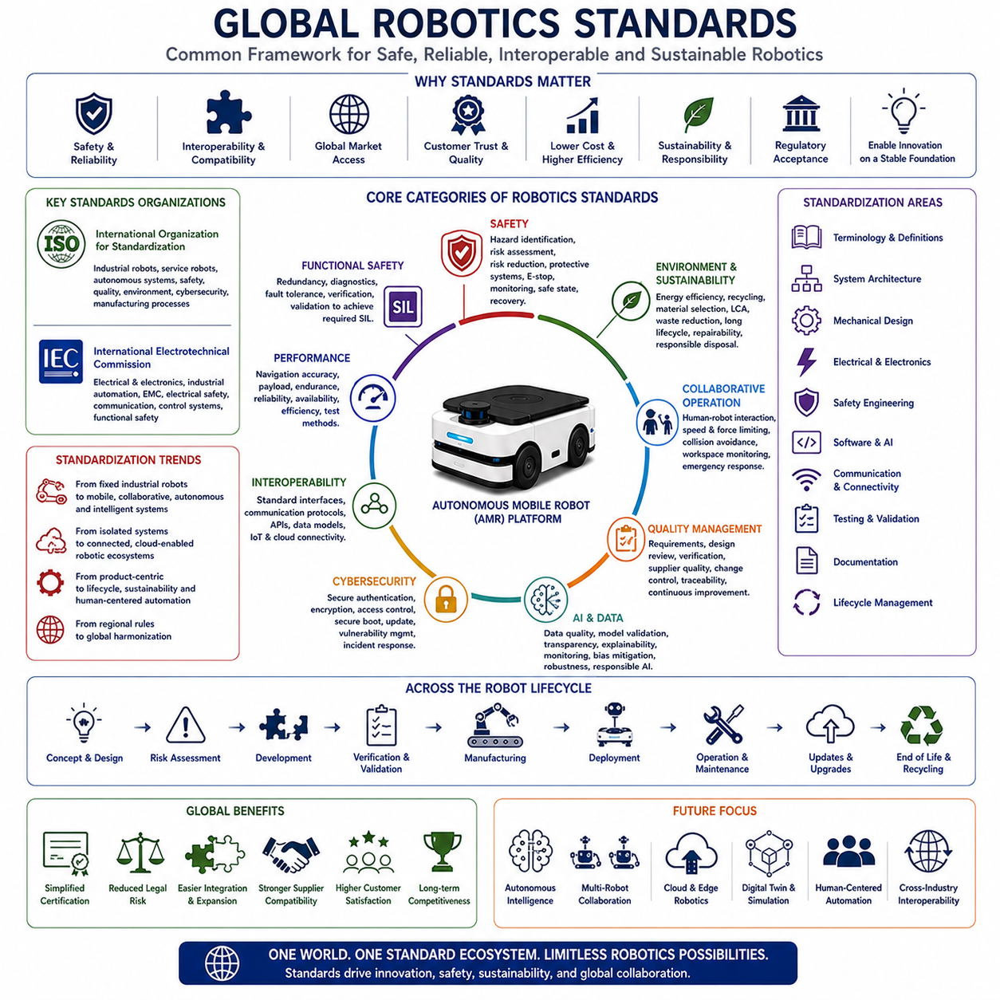 GLOBAL ROBOTICS STANDARDS
Common Framework for Safe, Reliable, Interoperable and Sustainable Robotics
WHY STANDARDS MATTER
Safety &
Reliability
Interoperability &
Compatibility
Global Market
Access
Customer Trust &
Quality
Lower Cost &
Higher Efficiency
Sustainability &
Responsibility
Regulatory
Acceptance
Enable Innovation
on a Stable Foundation
KEY STANDARDS ORGANIZATIONS
ISO
International Organization
for Standardization
Industrial robots, service robots,
autonomous systems, safety,
quality, environment, cybersecurity,
manufacturing processes
IEC
International Electrotechnical
Commission
Electrical & electronics, industrial
automation, EMC, electrical safety,
communication, control systems,
functional safety
STANDARDIZATION TRENDS
From fixed industrial robots
to mobile, collaborative, autonomous
and intelligent systems
From isolated systems
to connected, cloud-enabled
robotic ecosystems
From product-centric
to lifecycle, sustainability and
human-centered automation
From regional rules
to global harmonization
CORE CATEGORIES OF ROBOTICS STANDARDS
SAFETY
Hazard identification,
risk assessment,
risk reduction, protective
systems, E-stop,
monitoring, safe state,
recovery.
FUNCTIONAL SAFETY
Redundancy, diagnostics,
fault tolerance, verification,
validation to achieve
required SIL.
SIL
ENVIRONMENT &
SUSTAINABILITY
Energy efficiency, recycling,
material selection, LCA,
waste reduction, long
lifecycle, repairability,
responsible disposal.
PERFORMANCE
Navigation accuracy,
payload, endurance,
reliability, availability,
efficiency, test
methods.
COLLABORATIVE
OPERATION
Human-robot interaction,
speed & force limiting,
collision avoidance,
workspace monitoring,
emergency response.
INTEROPERABILITY
Standard interfaces,
communication protocols,
APIs, data models,
IoT & cloud connectivity.
AUTONOMOUS MOBILE ROBOT
(AMR) PLATFORM
QUALITY MANAGEMENT
Requirements, design
review, verification,
supplier quality, change
control, traceability,
continuous improvement.
CYBERSECURITY
Secure authentication,
encryption, access control,
secure boot, update,
vulnerability mgmt,
incident response.
AI & DATA
Data quality, model validation,
transparency, explainability,
monitoring, bias mitigation,
robustness, responsible AI.
STANDARDIZATION AREAS
Terminology & Definitions
System Architecture
Mechanical Design
Electrical & Electronics
Safety Engineering
</>
Software & AI
Communication
& Connectivity
Testing & Validation
Documentation
Lifecycle Management
ACROSS THE ROBOT LIFECYCLE
Concept & Design
Risk Assessment
Development
Verification &
Validation
Manufacturing
Deployment
Operation &
Maintenance
Updates &
Upgrades
End of Life &
Recycling
GLOBAL BENEFITS
Simplified
Certification
Reduced Legal
Risk
Easier Integration
& Expansion
Stronger Supplier
Compatibility
Higher Customer
Satisfaction
Long-term
Competitiveness
FUTURE FOCUS
Autonomous
Intelligence
Multi-Robot
Collaboration
Cloud & Edge
Robotics
Digital Twin &
Simulation
Human-Centered
Automation
Cross-Industry
Interoperability
ONE WORLD. ONE STANDARD ECOSYSTEM. LIMITLESS ROBOTICS POSSIBILITIES.
Standards drive innovation, safety, sustainability, and global collaboration.